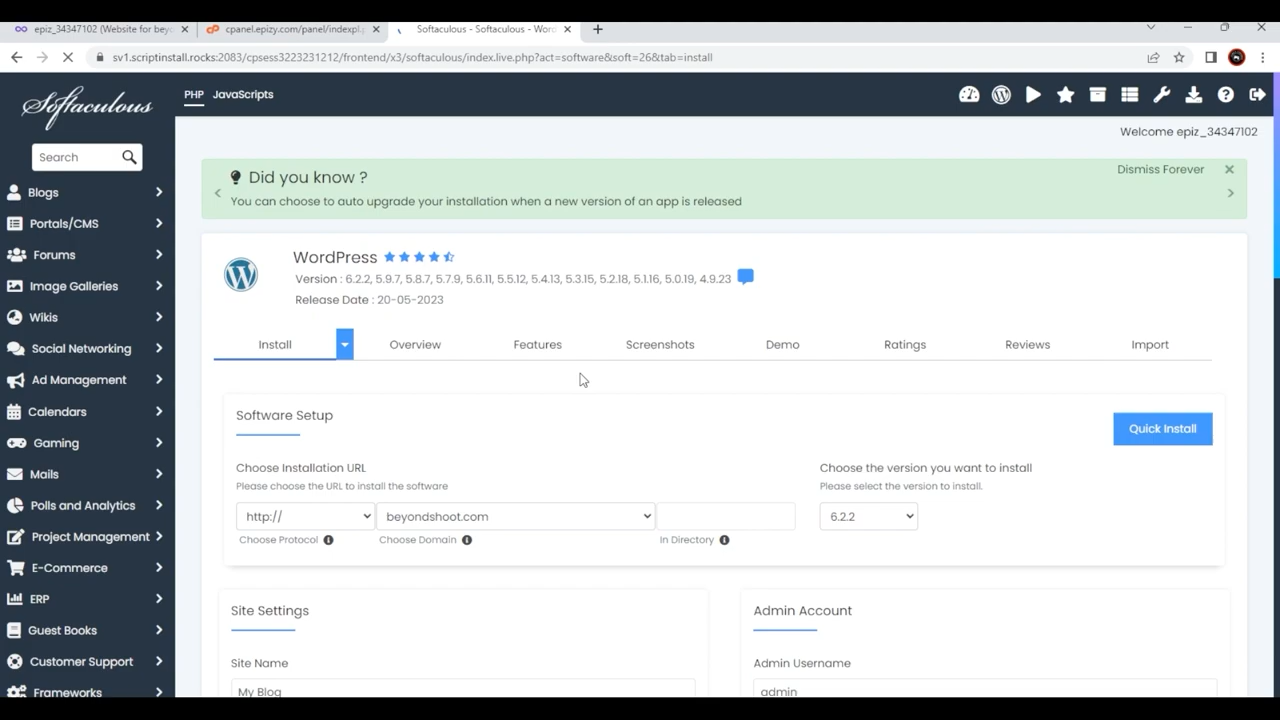 epiz_34347102 (Website for beyo
cpanel.epizy.com/panel/indexpl.p
Softaculous - Softaculous - Word
sv1.scriptinstall.rocks:2083/cpsess3223231212/frontend/x3/softaculous/index.live.php?act=software&soft=26&tab=install
Softaculous
PHP JavaScripts
Welcome epiz_34347102
Search
Blogs
Portals/CMS
Forums
Image Galleries
Wikis
Social Networking
Ad Management
Calendars
Gaming
Mails
Polls and Analytics
Project Management
E-Commerce
ERP
Guest Books
Customer Support
Frameworks
Did you know ?
Dismiss Forever
You can choose to auto upgrade your installation when a new version of an app is released
WordPress
Version : 6.2.2, 5.9.7, 5.8.7, 5.7.9, 5.6.11, 5.5.12, 5.4.13, 5.3.15, 5.2.18, 5.1.16, 5.0.19, 4.9.23
Release Date : 20-05-2023
Install Overview Features Screenshots Demo Ratings Reviews Import
Software Setup
Quick Install
Choose Installation URL
Please choose the URL to install the software
http:// beyondshoot.com
Choose Protocol Choose Domain In Directory
Choose the version you want to install
Please select the version to install.
6.2.2
Site Settings
Site Name
My Blog
Admin Account
Admin Username
admin